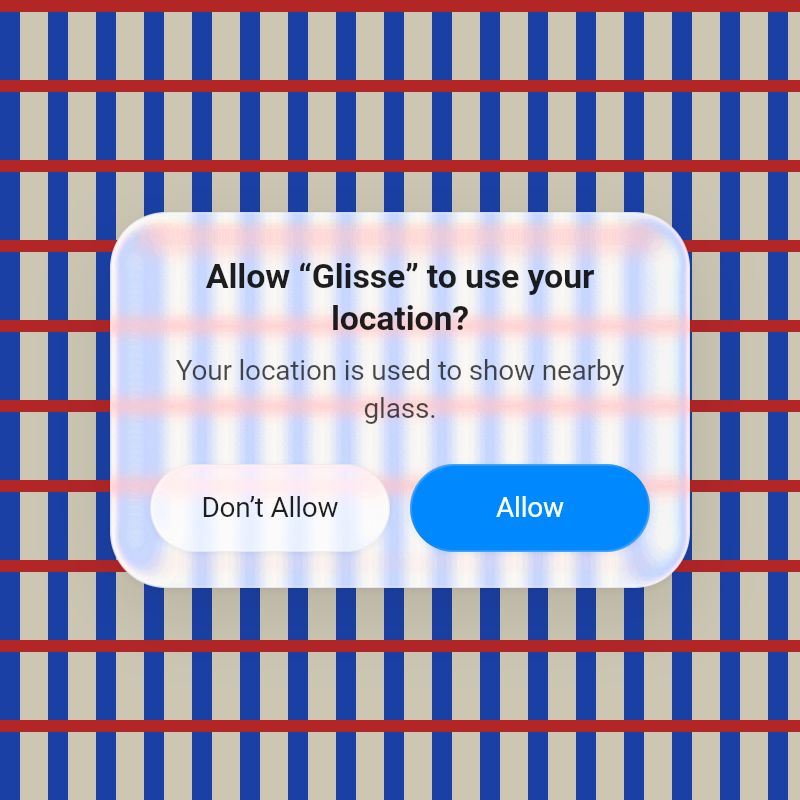 Allow “Glisse” to use your
location?
Your location is used to show nearby
glass.
Don’t Allow
Allow